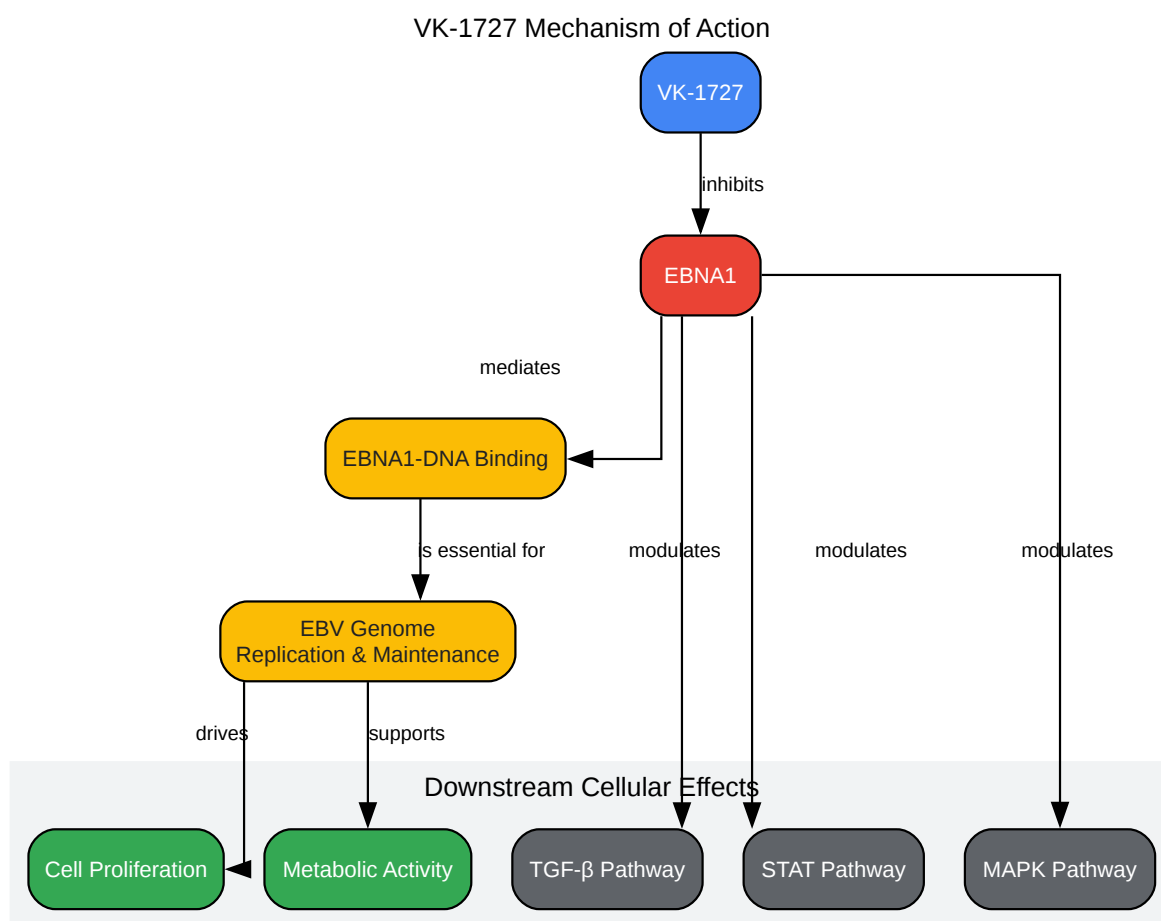 VK-1727 Mechanism of Action
VK-1727
inhibits
EBNA1
mediates
EBNA1-DNA Binding
is essential for
modulates
modulates
modulates
EBV Genome
Replication & Maintenance
drives
supports
Downstream Cellular Effects
Cell Proliferation
Metabolic Activity
TGF-β Pathway
STAT Pathway
MAPK Pathway